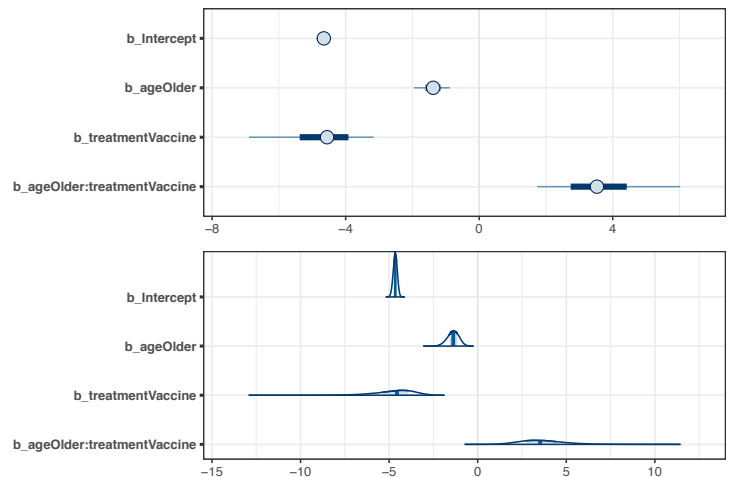 b_Intercept
b_ageOlder
b_treatmentVaccine
b_ageOlder:treatmentVaccine
−8 −4 0 4
b_Intercept
b_ageOlder
b_treatmentVaccine
b_ageOlder:treatmentVaccine
−15 −10 −5 0 5 10